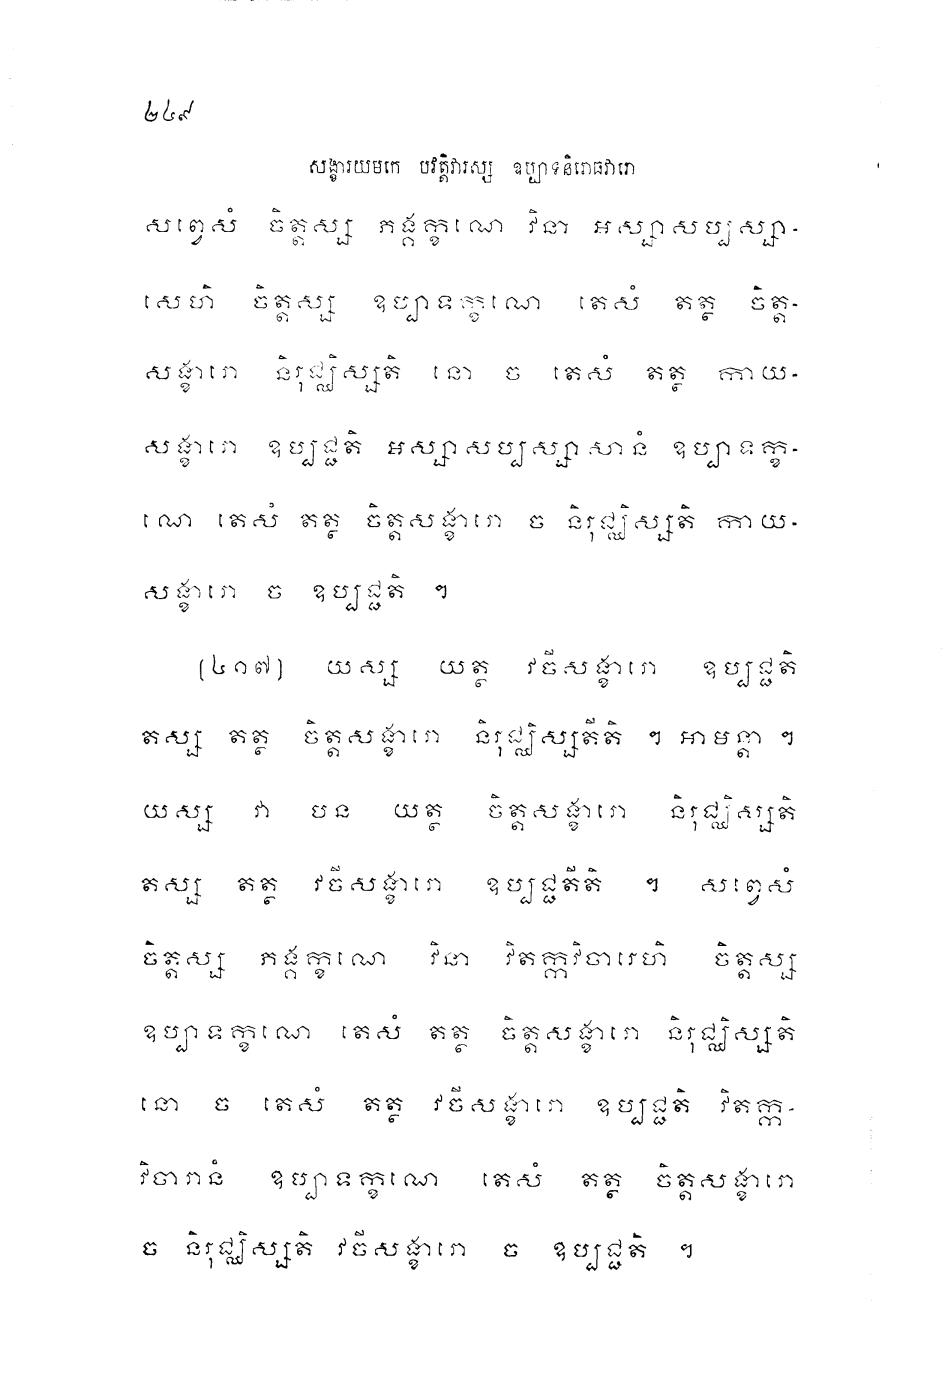 ២៤៩
សង្ខារយមកេ បវត្តិវារស្ស ឧប្បាទនិរោធវារោ
សព្វេសំ ចិត្តស្ស ភង្គក្ខណេ វិនា អស្សាសប្បស្សា-
សេហិ ចិត្តស្ស ឧប្បាទក្ខណេ តេសំ តត្ថ ចិត្ត-
សង្ខារោ និរុជ្ឈិស្សតិ នោ ច តេសំ តត្ថ កាយ-
សង្ខារោ ឧប្បជ្ជតិ អស្សាសប្បស្សាសានំ ឧប្បាទក្ខ-
ណេ តេសំ តត្ថ ចិត្តសង្ខារោ ច និរុជ្ឈិស្សតិ កាយ-
សង្ខារោ ច ឧប្បជ្ជតិ ។
(៤០៧) យស្ស យត្ថ វចីសង្ខារោ ឧប្បជ្ជតិ
តស្ស តត្ថ ចិត្តសង្ខារោ និរុជ្ឈិស្សតីតិ ។ អាមន្តា ។
យស្ស វា បន យត្ថ ចិត្តសង្ខារោ និរុជ្ឈិស្សតិ
តស្ស តត្ថ វចីសង្ខារោ ឧប្បជ្ជតីតិ ។ សព្វេសំ
ចិត្តស្ស ភង្គក្ខណេ វិនា វិតក្កវិចារេហិ ចិត្តស្ស
ឧប្បាទក្ខណេ តេសំ តត្ថ ចិត្តសង្ខារោ និរុជ្ឈិស្សតិ
នោ ច តេសំ តត្ថ វចីសង្ខារោ ឧប្បជ្ជតិ វិតក្ក-
វិចារានំ ឧប្បាទក្ខណេ តេសំ តត្ថ ចិត្តសង្ខារោ
ច និរុជ្ឈិស្សតិ វចីសង្ខារោ ច ឧប្បជ្ជតិ ។